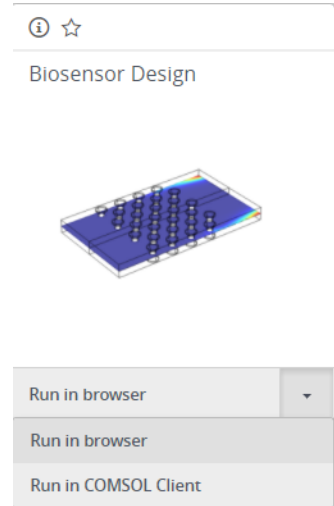 Biosensor Design
Run in browser
Run in browser
Run in COMSOL Client